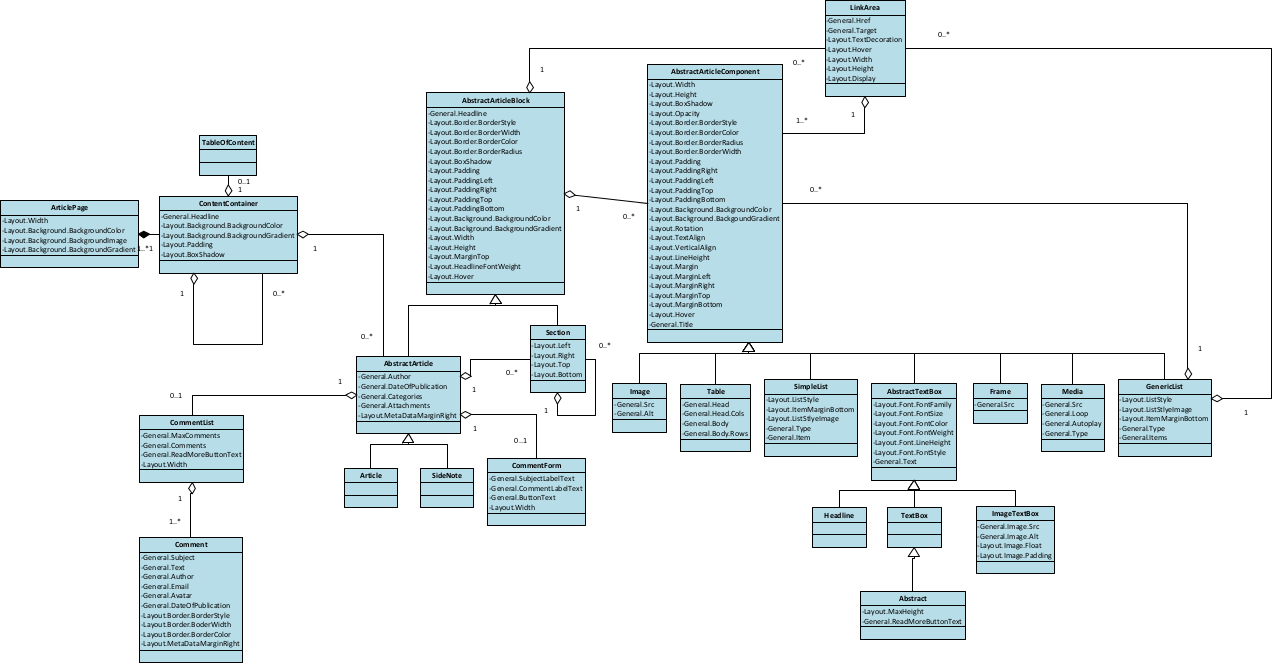 LinkArea
-General.Href
-General.Target
-Layout.TextDecoration
-Layout.Hover
-Layout.Width
-Layout.Height
-Layout.Display
0..*
1
0..*
1..*
1
AbstractArticleComponent
-Layout.Width
-Layout.Height
-Layout.BoxShadow
-Layout.Opacity
-Layout.Border.BorderStyle
-Layout.Border.BorderColor
-Layout.Border.BorderRadius
-Layout.Border.BorderWidth
-Layout.Padding
-Layout.PaddingRight
-Layout.PaddingLeft
-Layout.PaddingTop
-Layout.PaddingBottom
-Layout.Background.BackgroundColor
-Layout.Background.BackgoundGradient
-Layout.Rotation
-Layout.TextAlign
-Layout.VerticalAlign
-Layout.LineHeight
-Layout.Margin
-Layout.MarginLeft
-Layout.MarginRight
-Layout.MarginTop
-Layout.MarginBottom
-Layout.Hover
-General.Title
0..*
AbstractArticleBlock
-General.Headline
-Layout.Border.BorderStyle
-Layout.Border.BorderWidth
-Layout.Border.BorderColor
-Layout.Border.BorderRadius
-Layout.BoxShadow
-Layout.Padding
-Layout.PaddingLeft
-Layout.PaddingRight
-Layout.PaddingTop
-Layout.PaddingBottom
-Layout.Background.BackgroundColor
-Layout.Background.BackgroundGradient
-Layout.Width
-Layout.Height
-Layout.MarginTop
-Layout.HeadlineFontWeight
-Layout.Hover
1
0..*
TableOfContent
0..1
1
ArticlePage
-Layout.Width
-Layout.Background.BackgroundColor
-Layout.Background.BackgroundImage
-Layout.Background.BackgroundGradient
1..*1
ContentContainer
-General.Headline
-Layout.Background.BackgroundColor
-Layout.Background.BackgroundGradient
-Layout.Padding
-Layout.BoxShadow
1
1
0..*
0..*
AbstractArticle
-General.Author
-General.DateOfPublication
-General.Categories
-General.Attachments
-Layout.MetaDataMarginRight
1
0..1
1
0..*
1
0..1
Section
-Layout.Left
-Layout.Right
-Layout.Top
-Layout.Bottom
0..*
1
CommentList
-General.MaxComments
-General.Comments
-General.ReadMoreButtonText
-Layout.Width
1
1..*
Comment
-General.Subject
-General.Text
-General.Author
-General.Email
-General.Avatar
-General.DateOfPublication
-Layout.Border.BorderStyle
-Layout.Border.BoderWidth
-Layout.Border.BorderColor
-Layout.MetaDataMarginRight
Article
SideNote
CommentForm
-General.SubjectLabelText
-General.CommentLabelText
-General.ButtonText
-Layout.Width
Image
-General.Src
-General.Alt
Table
-General.Head
-General.Head.Cols
-General.Body
-General.Body.Rows
SimpleList
-Layout.ListStyle
-Layout.ItemMarginBottom
-Layout.ListStlyeImage
-General.Type
-General.Item
AbstractTextBox
-Layout.Font.FontFamily
-Layout.Font.FontSize
-Layout.Font.FontColor
-Layout.Font.FontWeight
-Layout.Font.LineHeight
-Layout.Font.FontStyle
-General.Text
Frame
-General.Src
Media
-General.Src
-General.Loop
-General.Autoplay
-General.Type
GenericList
-Layout.ListStyle
-Layout.ListStlyeImage
-Layout.ItemMarginBottom
-General.Type
-General.Items
1
1
Headline
TextBox
ImageTextBox
-General.Image.Src
-General.Image.Alt
-Layout.Image.Float
-Layout.Image.Padding
Abstract
-Layout.MaxHeight
-General.ReadMoreButtonText